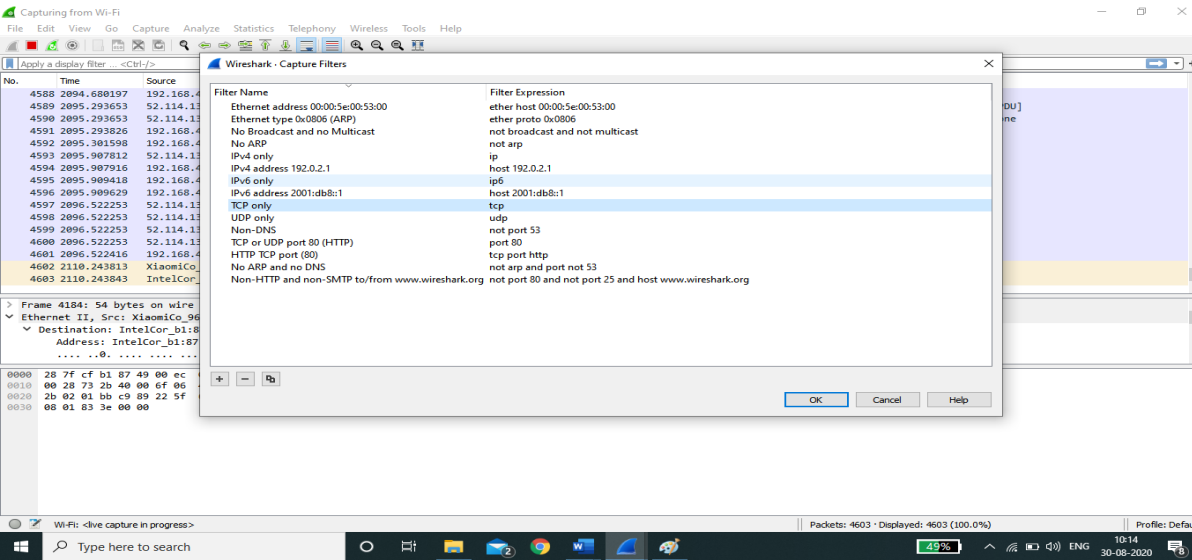 Capturing from Wi-Fi
File Edit View Go Capture Analyze Statistics Telephony Wireless Tools Help
Apply a display filter ... <Ctrl-/>
No. Time Source
4588 2094.680197 192.168.4
4589 2095.293653 52.114.13 PDU]
4590 2095.293653 52.114.13 one
4591 2095.293826 192.168.4
4592 2095.301598 192.168.4
4593 2095.907812 52.114.13
4594 2095.907916 192.168.4
4595 2095.909418 192.168.4
4596 2095.909629 192.168.4
4597 2096.522253 52.114.13
4598 2096.522253 52.114.13
4599 2096.522253 52.114.13
4600 2096.522253 52.114.13
4601 2096.522416 192.168.4
4602 2110.243813 XiaomiCo_
4603 2110.243843 IntelCor_
Wireshark · Capture Filters
Filter Name Filter Expression
Ethernet address 00:00:5e:00:53:00 ether host 00:00:5e:00:53:00
Ethernet type 0x0806 (ARP) ether proto 0x0806
No Broadcast and no Multicast not broadcast and not multicast
No ARP not arp
IPv4 only ip
IPv4 address 192.0.2.1 host 192.0.2.1
IPv6 only ip6
IPv6 address 2001:db8::1 host 2001:db8::1
TCP only tcp
UDP only udp
Non-DNS not port 53
TCP or UDP port 80 (HTTP) port 80
HTTP TCP port (80) tcp port http
No ARP and no DNS not arp and port not 53
Non-HTTP and non-SMTP to/from www.wireshark.org not port 80 and not port 25 and host www.wireshark.org
OK Cancel Help
> Frame 4184: 54 bytes on wire
Ethernet II, Src: XiaomiCo_96
Destination: IntelCor_b1:8
Address: IntelCor_b1:87
.... ..0. .... .... ...
0000 28 7f cf b1 87 49 00 ec
0010 00 28 73 2b 40 00 6f 06
0020 2b 02 01 bb c9 89 22 5f
0030 08 01 83 3e 00 00
Wi-Fi: <live capture in progress> Packets: 4603 · Displayed: 4603 (100.0%) Profile: Defau
Type here to search 2 49% ENG 10:14
30-08-2020 8